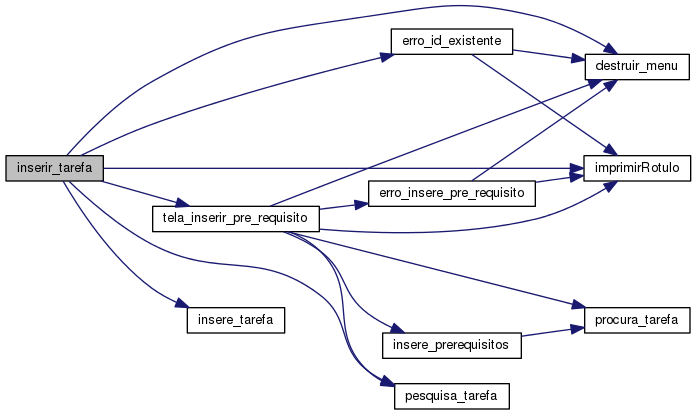 erro_id_existente
destruir_menu
inserir_tarefa
imprimirRotulo
erro_insere_pre_requisito
tela_inserir_pre_requisito
insere_tarefa
procura_tarefa
insere_prerequisitos
pesquisa_tarefa